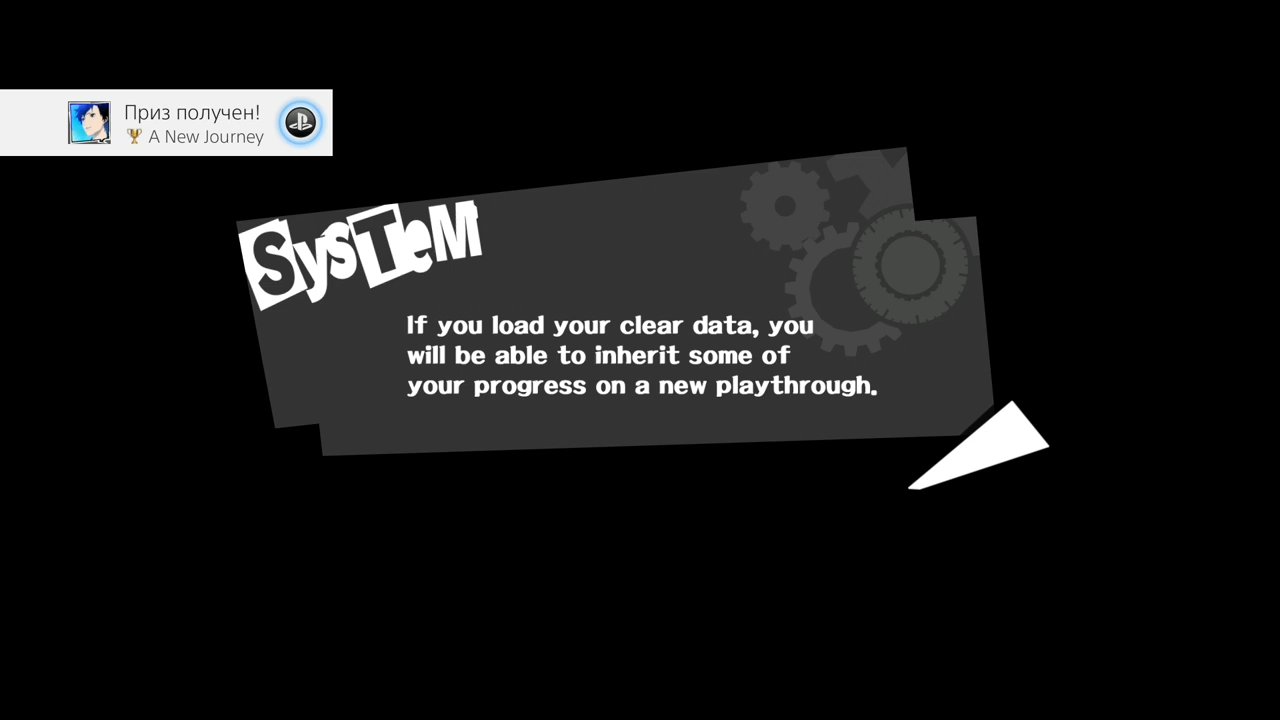 Приз получен!
A New Journey
SysTeM
If you load your clear data, you
will be able to inherit some of
your progress on a new playthrough.